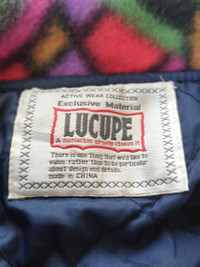 ACTIVE WEAR COLLECTION
Exclusive Material
LUCUPE
A
There is one thing that we'd like to
value. rather than to be particular
about design and details.
made in CHINA